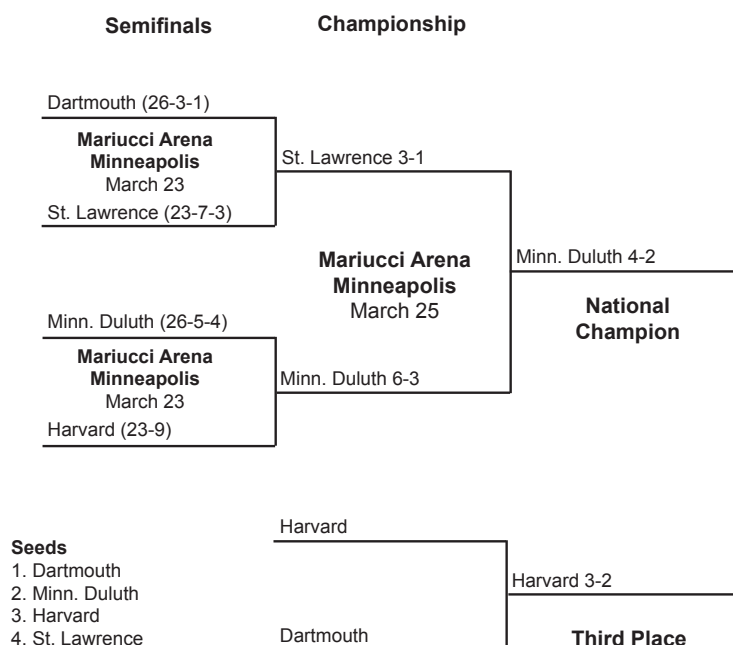 Semifinals
Championship
Dartmouth (26-3-1)
Mariucci Arena
Minneapolis
March 23
St. Lawrence (23-7-3)
St. Lawrence 3-1
Mariucci Arena
Minneapolis
March 25
Minn. Duluth 4-2
National
Champion
Minn. Duluth (26-5-4)
Mariucci Arena
Minneapolis
March 23
Harvard (23-9)
Minn. Duluth 6-3
Seeds
1. Dartmouth
2. Minn. Duluth
3. Harvard
4. St. Lawrence
Harvard
Dartmouth
Harvard 3-2
Third Place